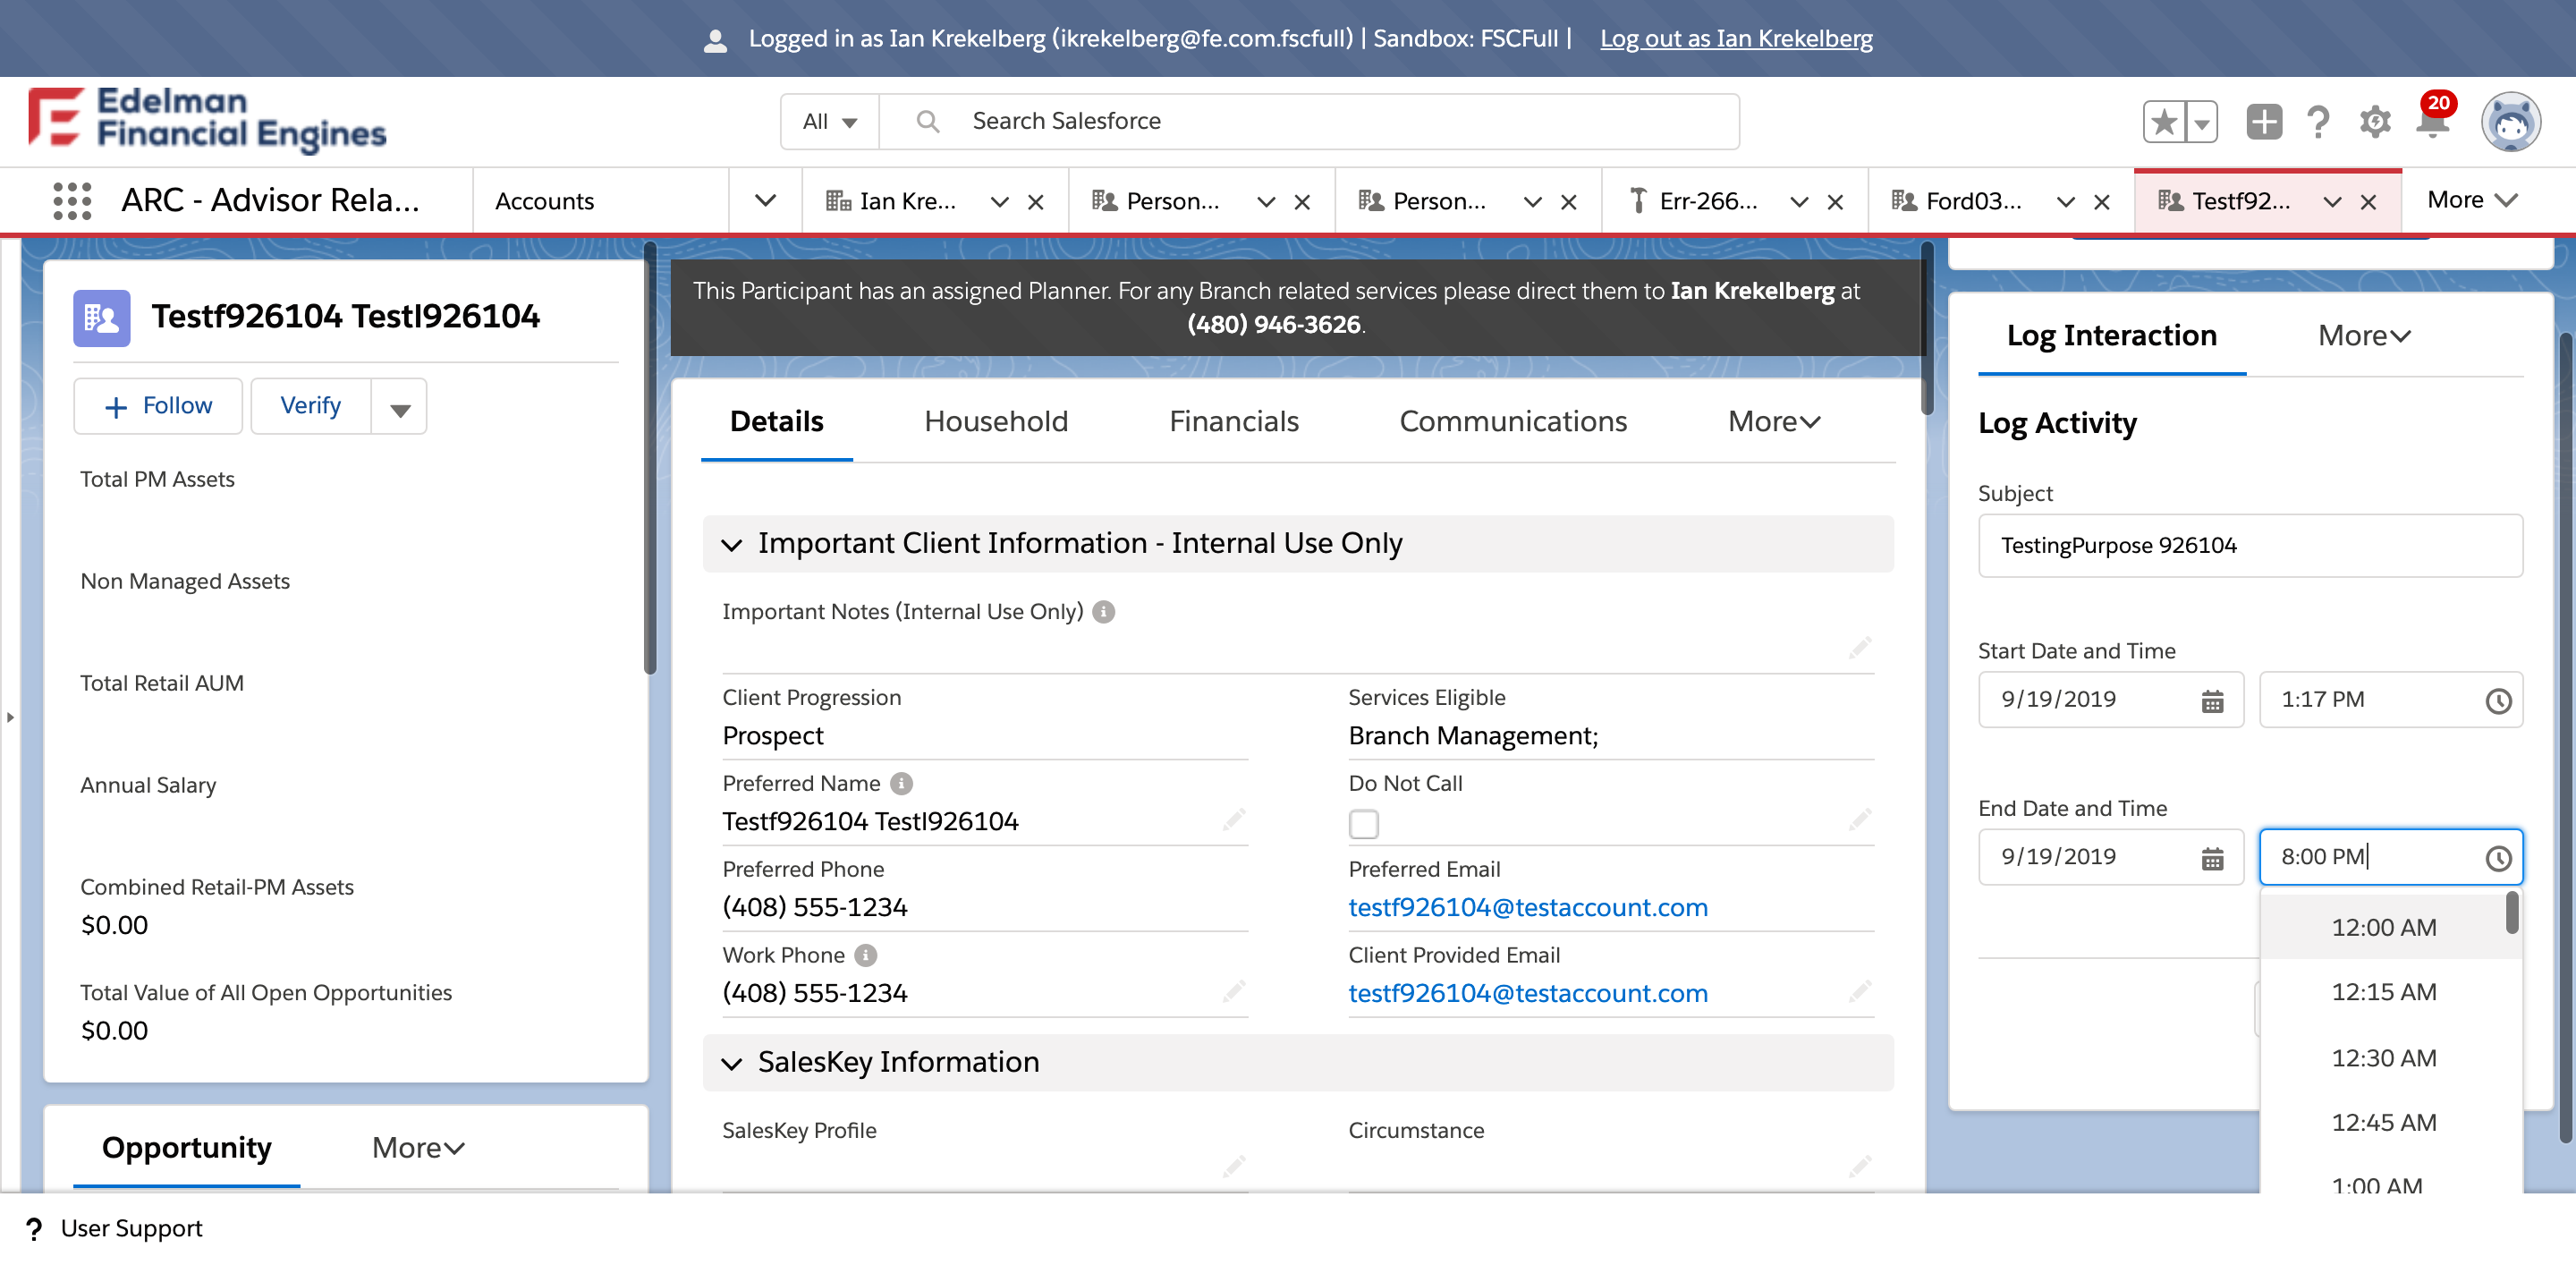 Logged in as Ian Krekelberg (ikrekelberg@fe.com.fscfull) | Sandbox: FSCFull | Log out as Ian Krekelberg
Edelman
Financial Engines
All
Search Salesforce
20
ARC - Advisor Rela...
Accounts
Ian Kre...
Person...
Person...
Err-266...
Ford03...
Testf92...
More
Testf926104 Testl926104
Follow
Verify
Total PM Assets
Non Managed Assets
Total Retail AUM
Annual Salary
Combined Retail-PM Assets
$0.00
Total Value of All Open Opportunities
$0.00
Opportunity
More
This Participant has an assigned Planner. For any Branch related services please direct them to Ian Krekelberg at
(480) 946-3626.
Details
Household
Financials
Communications
More
Important Client Information - Internal Use Only
Important Notes (Internal Use Only)
Client Progression
Prospect
Services Eligible
Branch Management;
Preferred Name
Testf926104 Testl926104
Do Not Call
Preferred Phone
(408) 555-1234
Preferred Email
testf926104@testaccount.com
Work Phone
(408) 555-1234
Client Provided Email
testf926104@testaccount.com
SalesKey Information
SalesKey Profile
Circumstance
Log Interaction
More
Log Activity
Subject
TestingPurpose 926104
Start Date and Time
9/19/2019
1:17 PM
End Date and Time
9/19/2019
8:00 PM
12:00 AM
12:15 AM
12:30 AM
12:45 AM
1:00 AM
? User Support